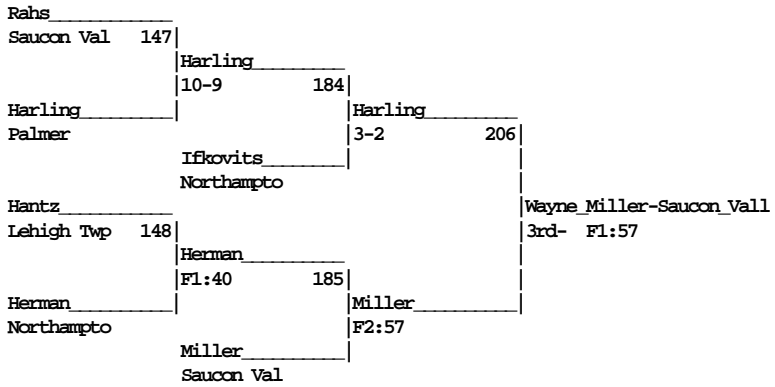 Rahs
Saucon Val 147
Harling
10-9 184
Harling Harling
Palmer 3-2 206
Ifkovits
Northampto
Hantz Wayne_Miller-Saucon_Vall
Lehigh Twp 148 3rd- F1:57
Herman
F1:40 185
Herman Miller
Northampto F2:57
Miller
Saucon Val